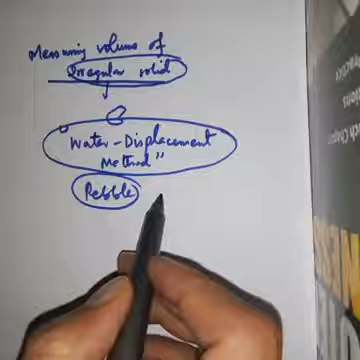 Measuring volume of
irregular solid
"Water-Displacement
Method"
Pebble